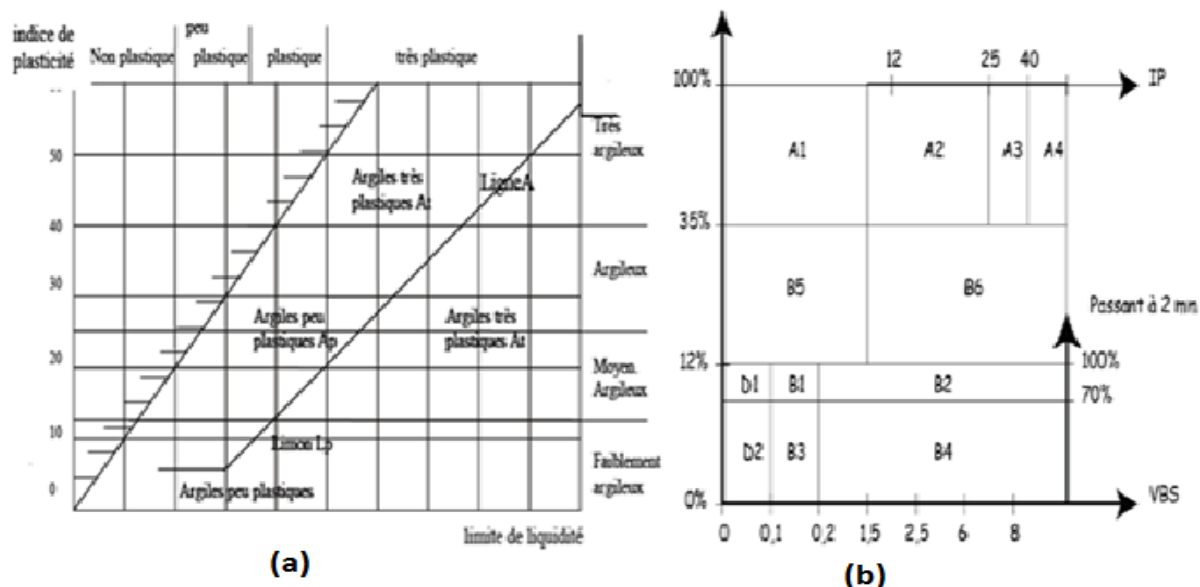 indice de
plasticité
peu
Non plastique
plastique
plastique
très plastique
50
40
30
20
10
0
Très
argileux
Argileux
Moyen.
Argileux
Faiblement
argileux
Argiles très
plastiques At
Ligne A
Argiles peu
plastiques Ap
Argiles très
plastiques At
Limon Lp
Argiles peu plastiques
limite de liquidité
(a)
12 25 40 IP
100%
A1 A2 A3 A4
35%
B5 B6
Passant à 2 mn
12% 100%
D1 B1 B2
70%
D2 B3 B4
0% VBS
0 0,1 0,2 1,5 2,5 6 8
(b)